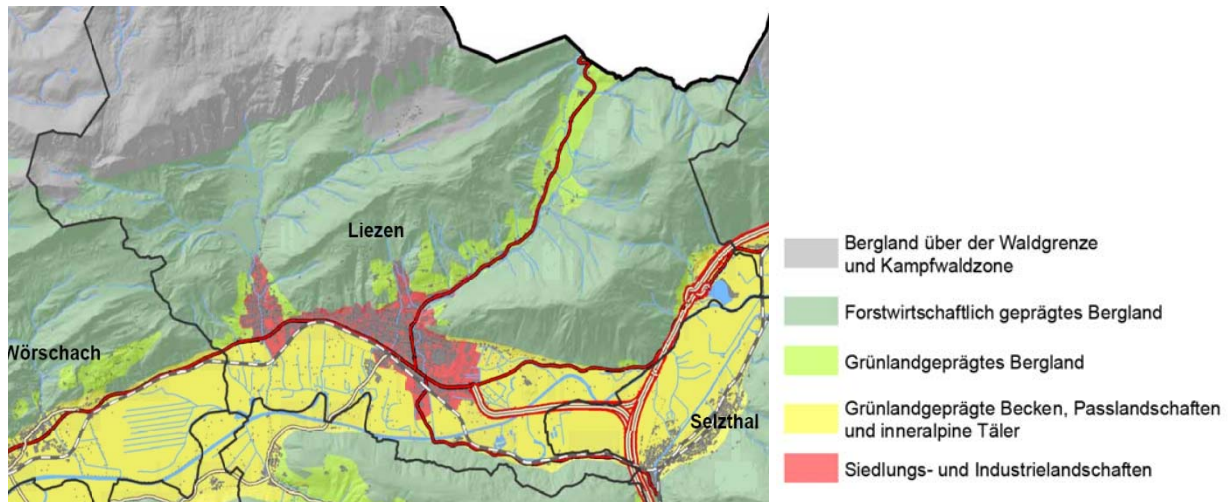 Liezen
Wörschach
Selzthal
Bergland über der Waldgrenze
und Kampfwaldzone
Forstwirtschaftlich geprägtes Bergland
Grünlandgeprägtes Bergland
Grünlandgeprägte Becken, Passlandschaften
und inneralpine Täler
Siedlungs- und Industrielandschaften